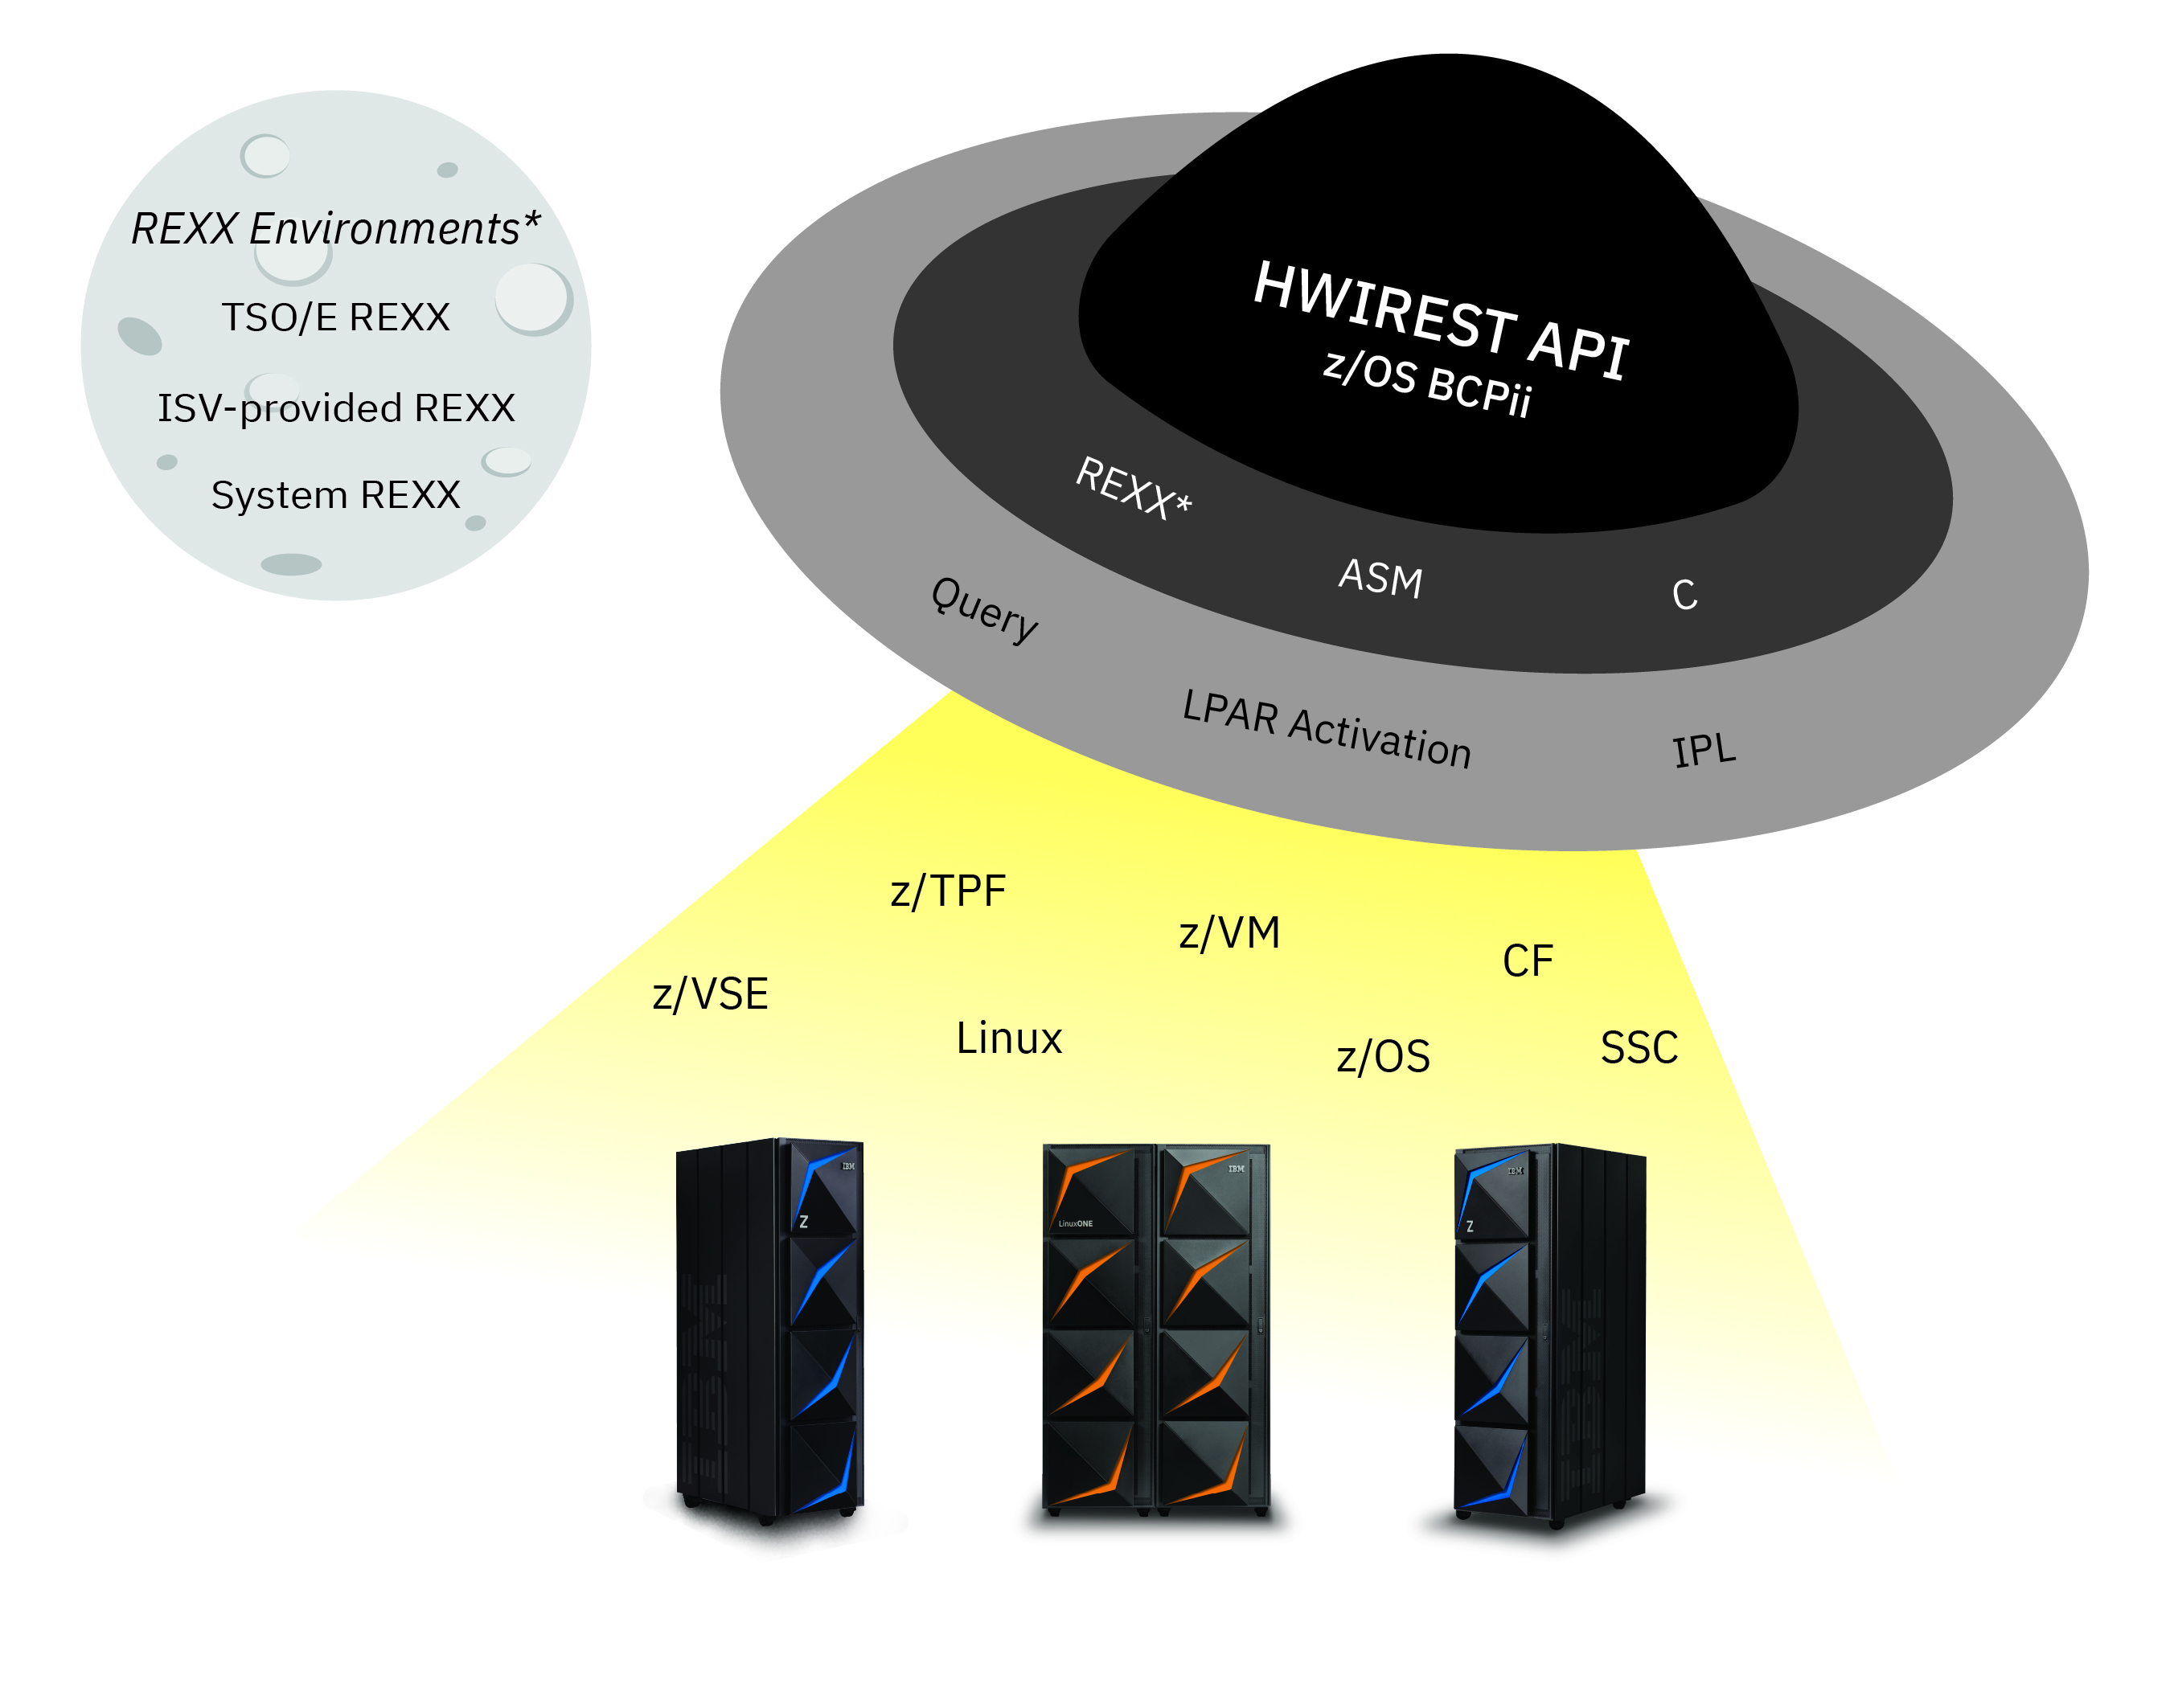 REXX Environments*
TSO/E REXX
ISV-provided REXX
System REXX
HWIREST API
z/OS BCPii
REXX*
ASM
C
Query
LPAR Activation
IPL
z/TPF
z/VM
CF
z/VSE
Linux
z/OS
SSC
IBM
Z
IBM
LinuxONE
IBM
Z